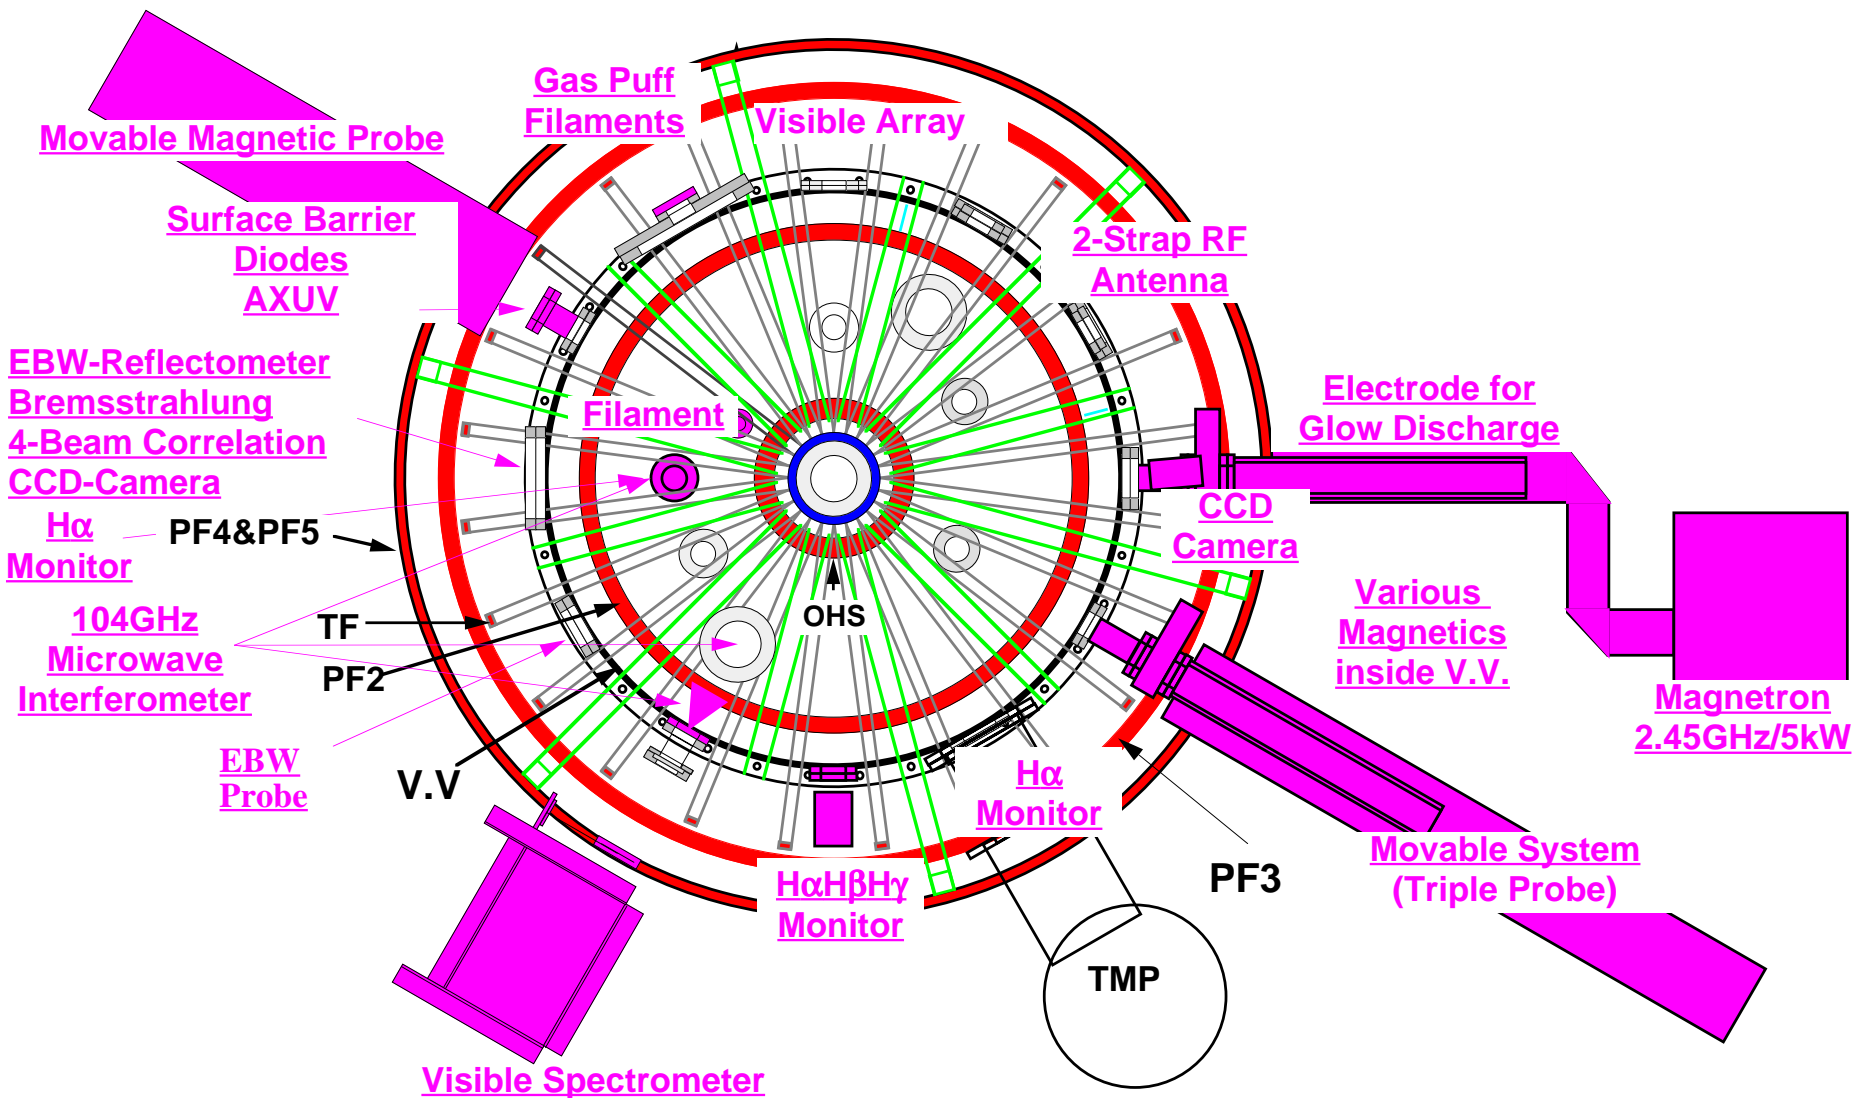 Gas Puff
Filaments
Visible Array
Movable Magnetic Probe
Surface Barrier
Diodes
AXUV
2-Strap RF
Antenna
EBW-Reflectometer
Bremsstrahlung
4-Beam Correlation
CCD-Camera
Filament
Electrode for
Glow Discharge
Hα
Monitor
PF4&PF5
CCD
Camera
104GHz
Microwave
Interferometer
TF
PF2
OHS
Various
Magnetics
inside V.V.
Magnetron
2.45GHz/5kW
EBW
Probe
V.V
Hα
Monitor
PF3
Movable System
(Triple Probe)
HαHβHγ
Monitor
TMP
Visible Spectrometer